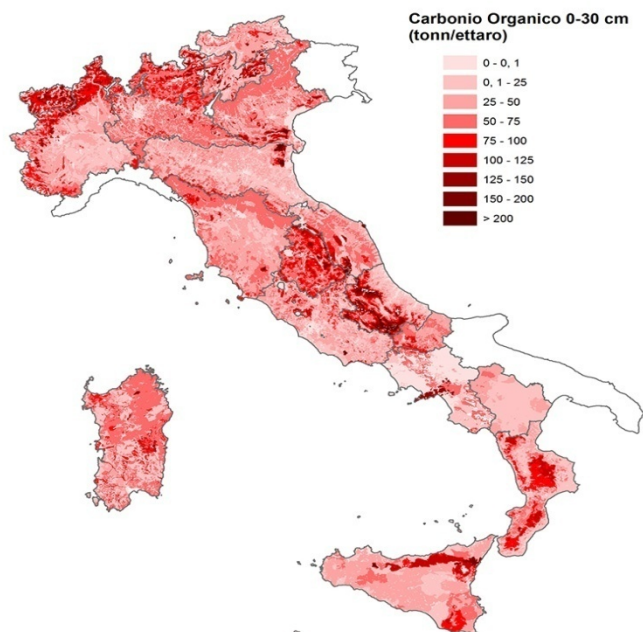 Carbonio Organico 0-30 cm
(tonn/ettaro)
0 - 0, 1
0, 1 - 25
25 - 50
50 - 75
75 - 100
100 - 125
125 - 150
150 - 200
> 200